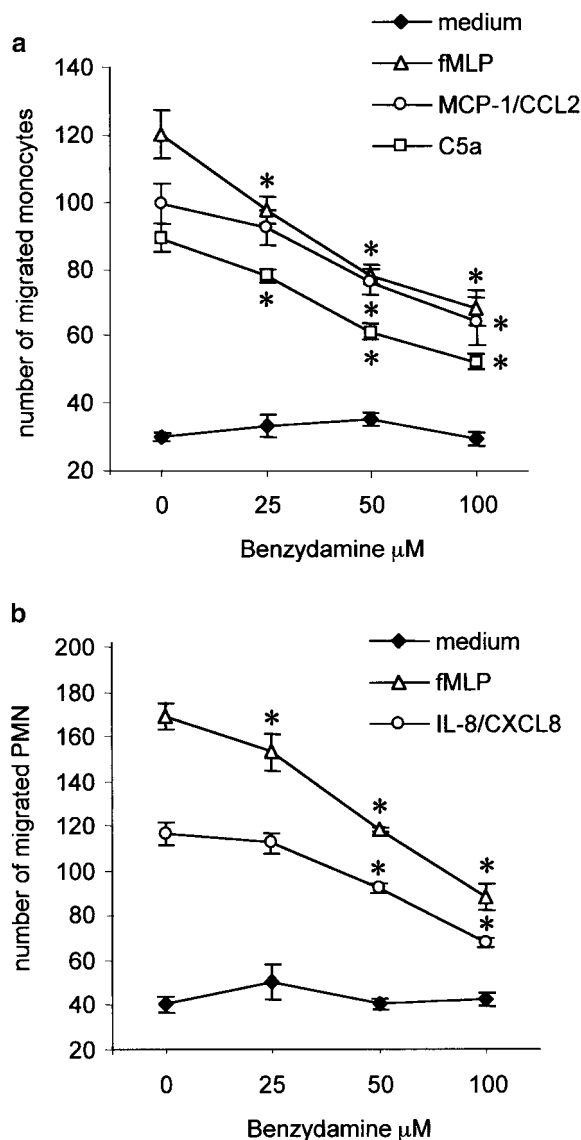 a
medium
fMLP
MCP-1/CCL2
C5a
number of migrated monocytes
140
120
100
80
60
40
20
* * *
* * *
* *
0 25 50 100
Benzydamine µM
b
medium
fMLP
IL-8/CXCL8
number of migrated PMN
200
180
160
140
120
100
80
60
40
20
* * *
* *
0 25 50 100
Benzydamine µM